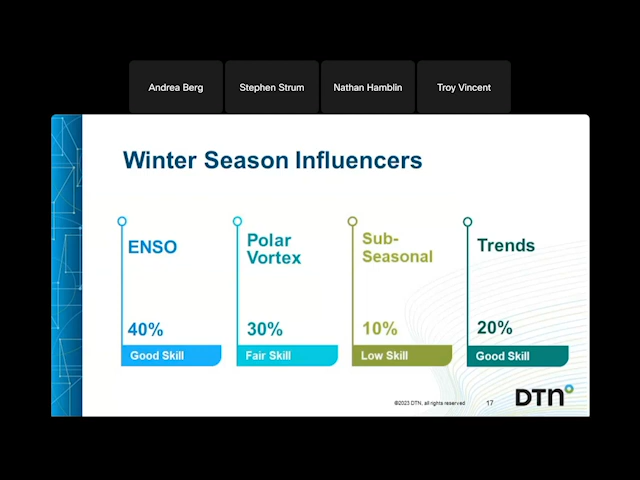 Andrea Berg
Stephen Strum
Nathan Hamblin
Troy Vincent
Winter Season Influencers
ENSO
40%
Good Skill
Polar
Vortex
30%
Fair Skill
Sub-
Seasonal
10%
Low Skill
Trends
20%
Good Skill
©2023 DTN, all rights reserved
17
DTN